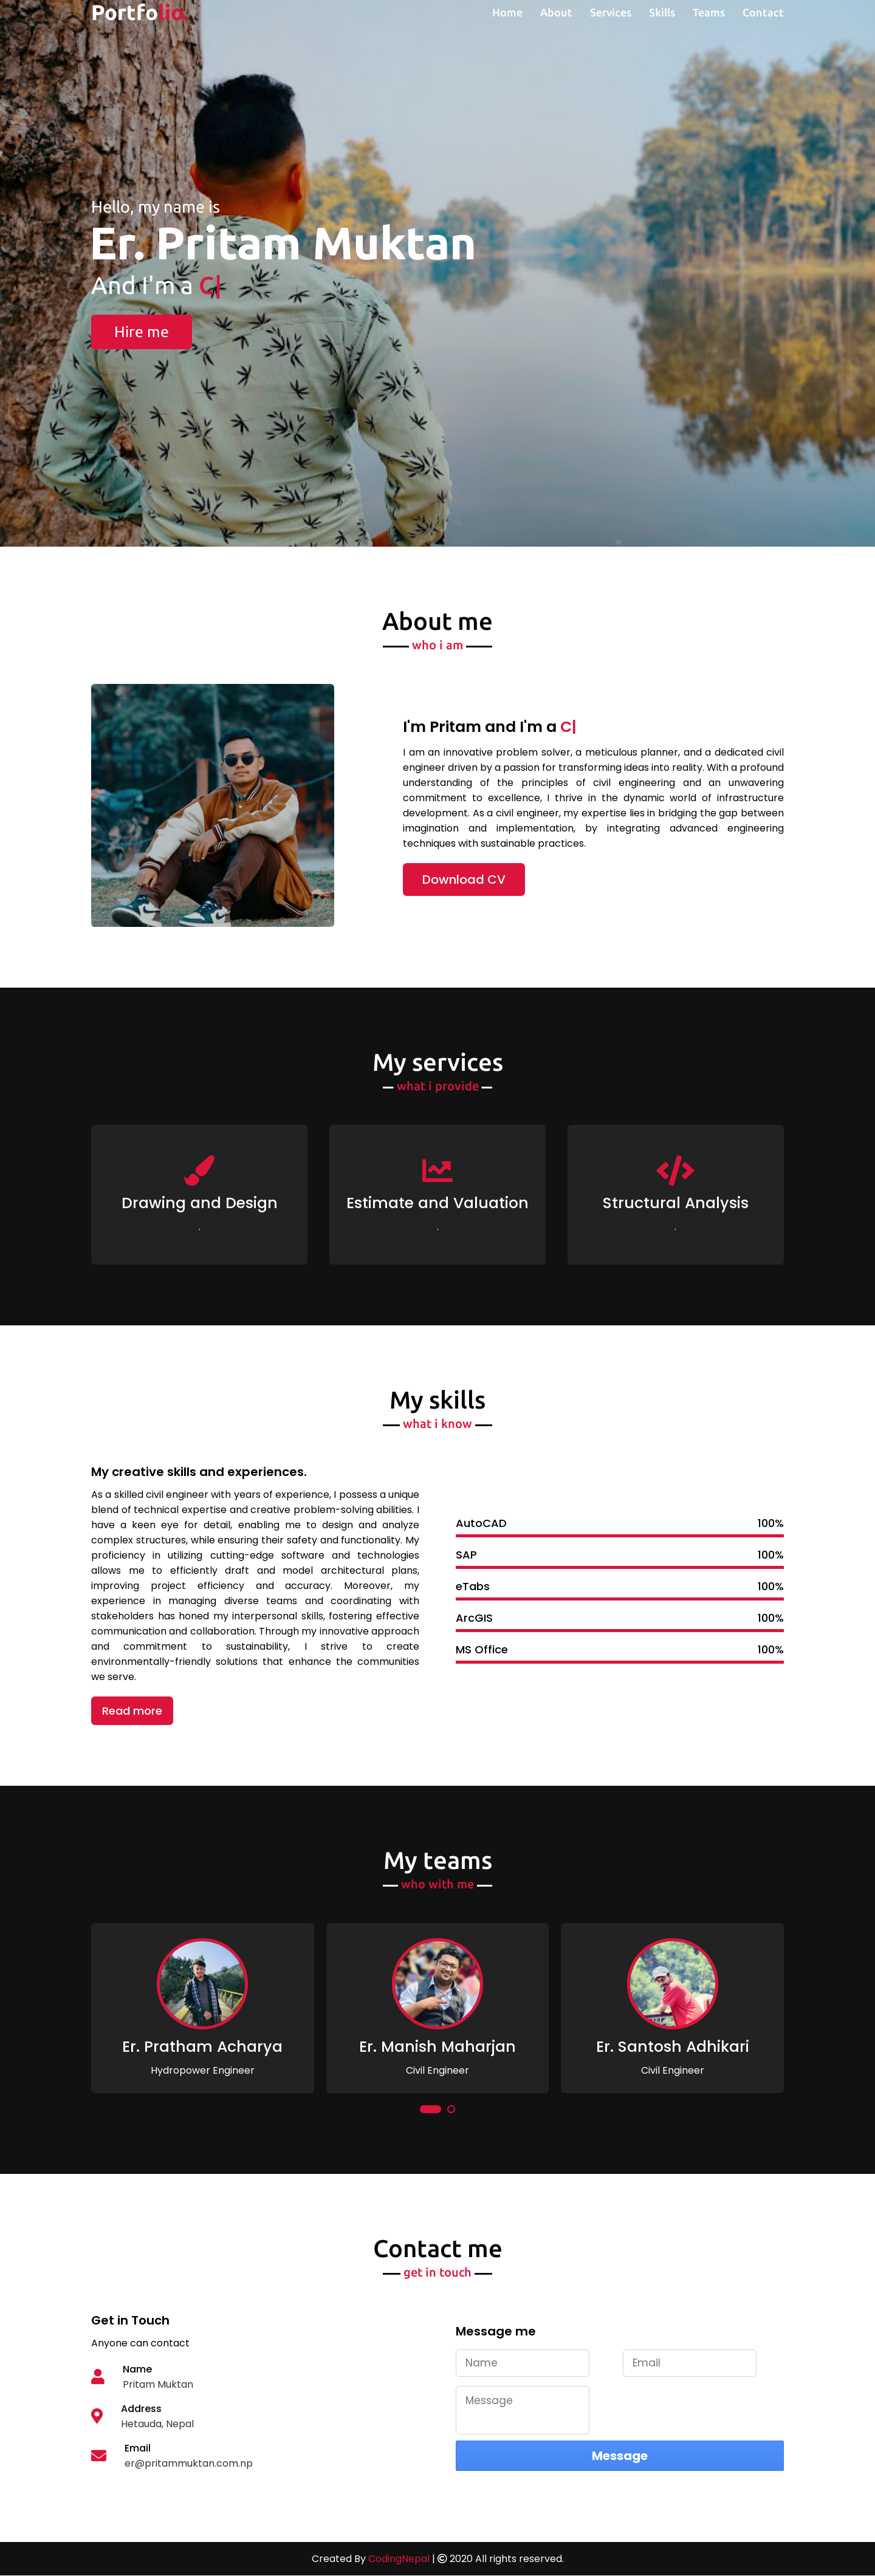 Portfolio.
Home About Services Skills Teams Contact
Hello, my name is
Er. Pritam Muktan
And I'm a C|
Hire me
About me
who i am
I'm Pritam and I'm a C|
I am an innovative problem solver, a meticulous planner, and a dedicated civil
engineer driven by a passion for transforming ideas into reality. With a profound
understanding of the principles of civil engineering and an unwavering
commitment to excellence, I thrive in the dynamic world of infrastructure
development. As a civil engineer, my expertise lies in bridging the gap between
imagination and implementation, by integrating advanced engineering
techniques with sustainable practices.
Download CV
My services
what i provide
Drawing and Design
.
Estimate and Valuation
.
Structural Analysis
.
My skills
what i know
My creative skills and experiences.
As a skilled civil engineer with years of experience, I possess a unique
blend of technical expertise and creative problem-solving abilities. I
have a keen eye for detail, enabling me to design and analyze
complex structures, while ensuring their safety and functionality. My
proficiency in utilizing cutting-edge software and technologies
allows me to efficiently draft and model architectural plans,
improving project efficiency and accuracy. Moreover, my
experience in managing diverse teams and coordinating with
stakeholders has honed my interpersonal skills, fostering effective
communication and collaboration. Through my innovative approach
and commitment to sustainability, I strive to create
environmentally-friendly solutions that enhance the communities
we serve.
Read more
AutoCAD 100%
SAP 100%
eTabs 100%
ArcGIS 100%
MS Office 100%
My teams
who with me
Er. Pratham Acharya
Hydropower Engineer
Er. Manish Maharjan
Civil Engineer
Er. Santosh Adhikari
Civil Engineer
Contact me
get in touch
Get in Touch
Anyone can contact
Name
Pritam Muktan
Address
Hetauda, Nepal
Email
er@pritammuktan.com.np
Message me
Name
Email
Message
Message
Created By CodingNepal | © 2020 All rights reserved.